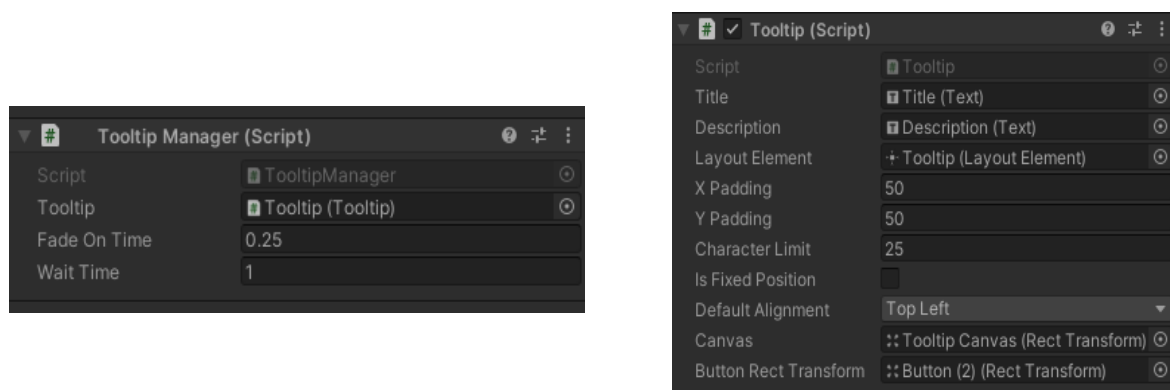 Tooltip Manager (Script)
Script TooltipManager
Tooltip Tooltip (Tooltip)
Fade On Time 0.25
Wait Time 1
Tooltip (Script)
Script Tooltip
Title Title (Text)
Description Description (Text)
Layout Element Tooltip (Layout Element)
X Padding 50
Y Padding 50
Character Limit 25
Is Fixed Position
Default Alignment Top Left
Canvas Tooltip Canvas (Rect Transform)
Button Rect Transform Button (2) (Rect Transform)